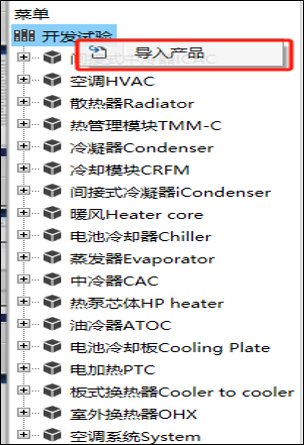 菜单
开发试验
导入产品
空调HVAC
散热器Radiator
热管理模块TMM-C
冷凝器Condenser
冷却模块CRFM
间接式冷凝器iCondenser
暖风Heater core
电池冷却器Chiller
蒸发器Evaporator
中冷器CAC
热泵芯体HP heater
油冷器ATOC
电池冷却板Cooling Plate
电加热PTC
板式换热器Cooler to cooler
室外换热器OHX
空调系统System